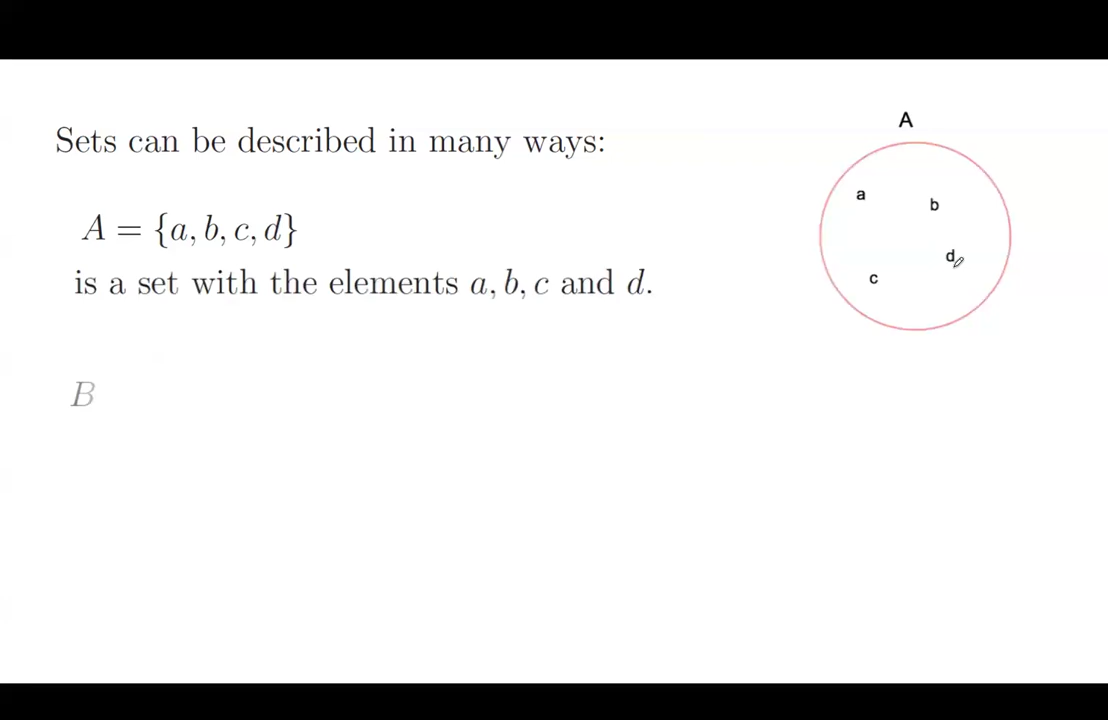 Sets can be described in many ways:
A = {a, b, c, d}
is a set with the elements a, b, c and d.
B
A
a
b
d
c